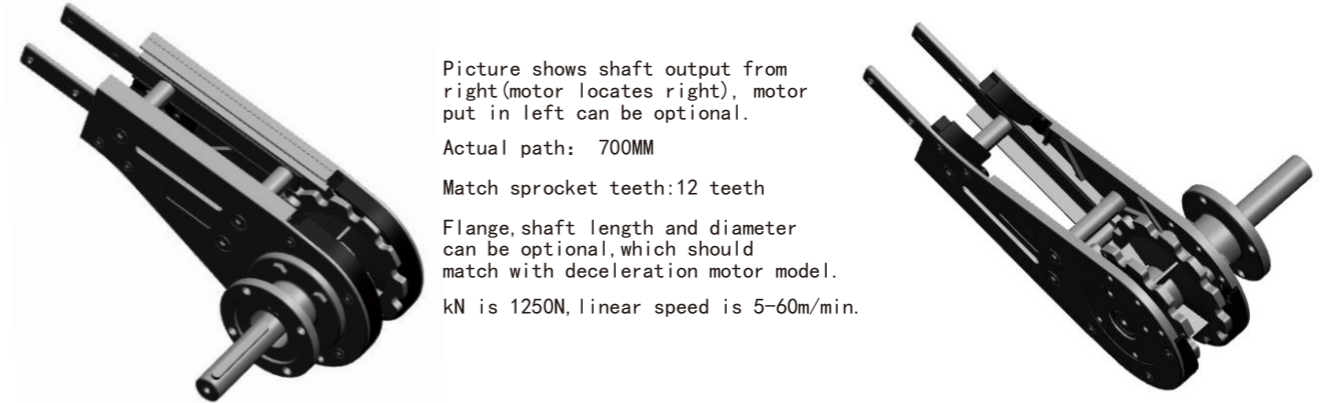 Picture shows shaft output from
right(motor locates right), motor
put in left can be optional.
Actual path: 700MM
Match sprocket teeth:12 teeth
Flange,shaft length and diameter
can be optional,which should
match with deceleration motor model.
kN is 1250N,linear speed is 5-60m/min.